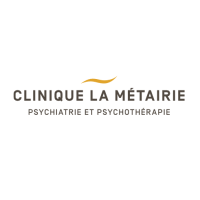 CLINIQUE LA MÉTAIRIE
PSYCHIATRIE ET PSYCHOTHÉRAPIE